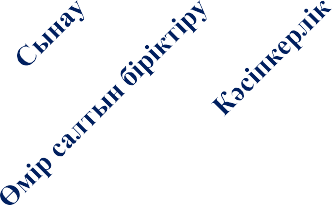 Сынау
Өмір салтын біріктіру
Кәсіпкерлік